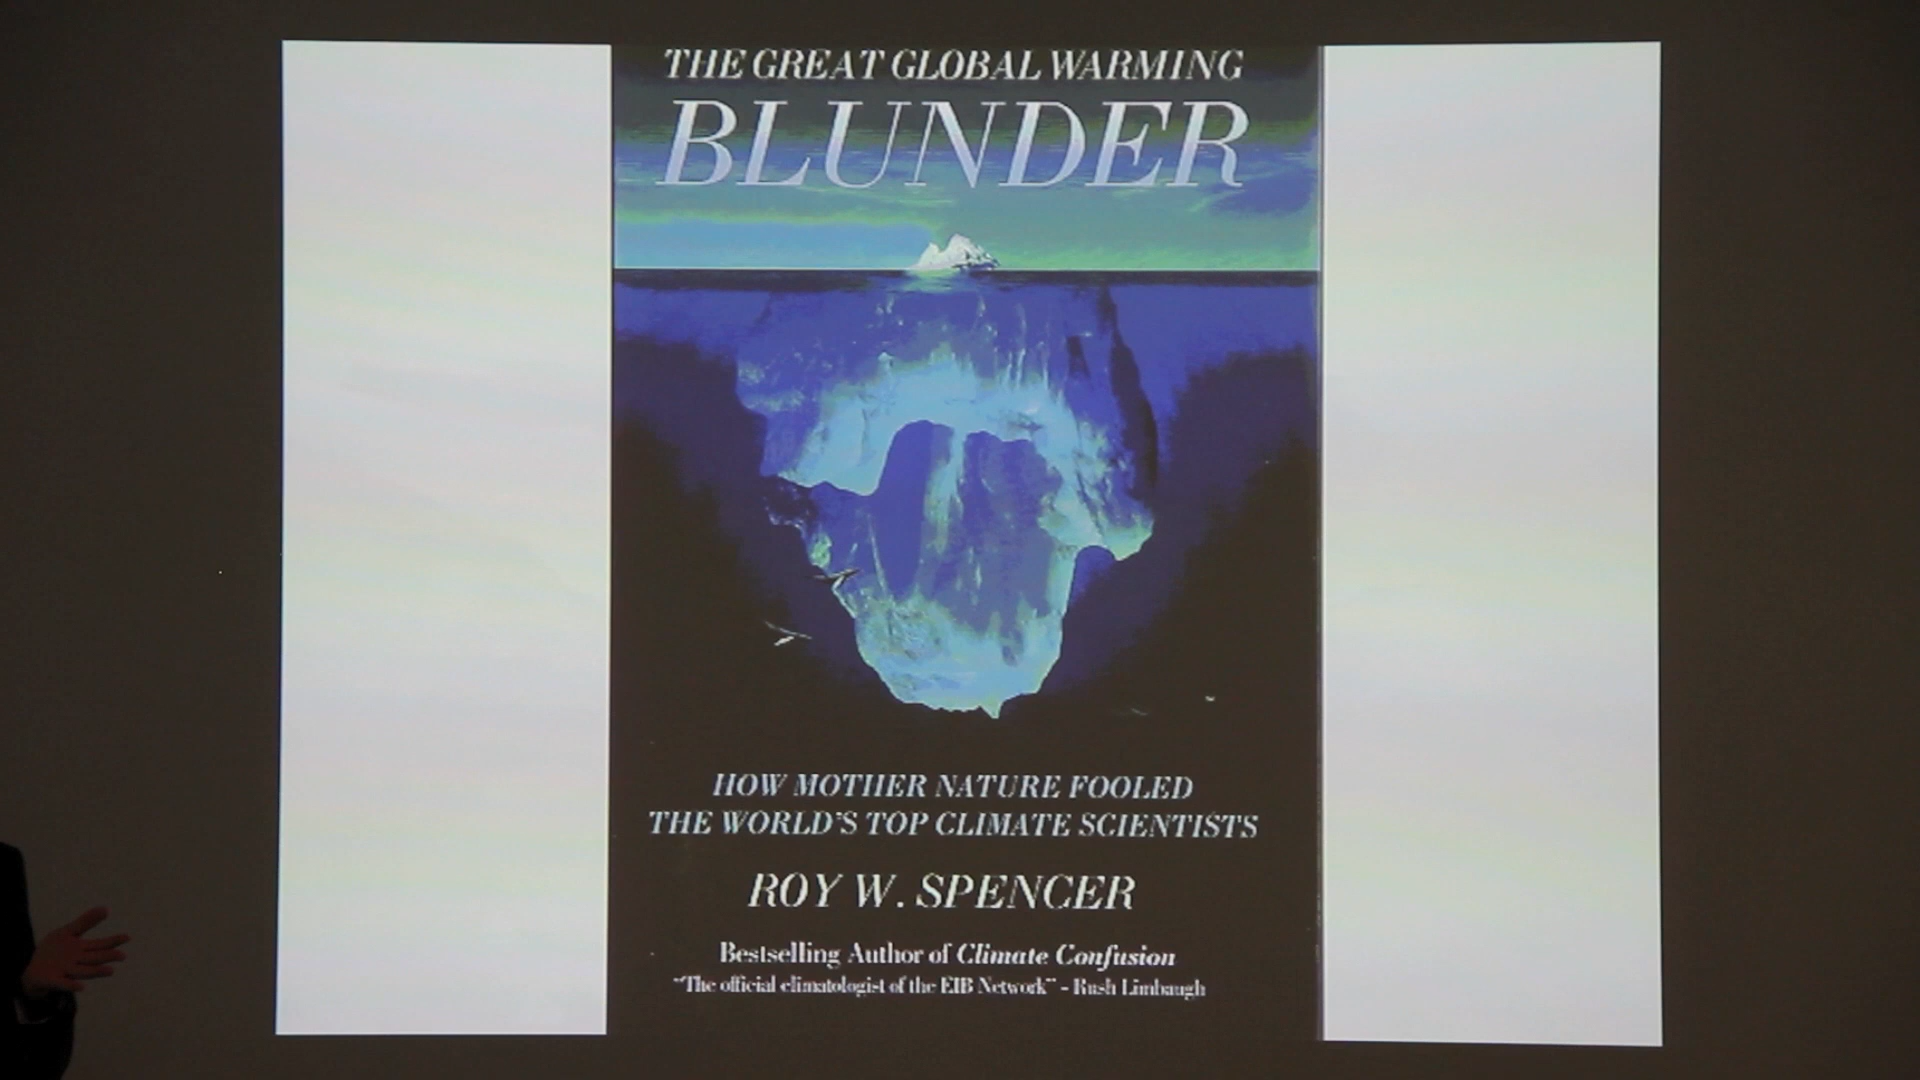 THE GREAT GLOBAL WARMING
BLUNDER
HOW MOTHER NATURE FOOLED
THE WORLD'S TOP CLIMATE SCIENTISTS
ROY W. SPENCER
Bestselling Author of Climate Confusion
"The official climatologist of the EIB Network" - Rush Limbaugh